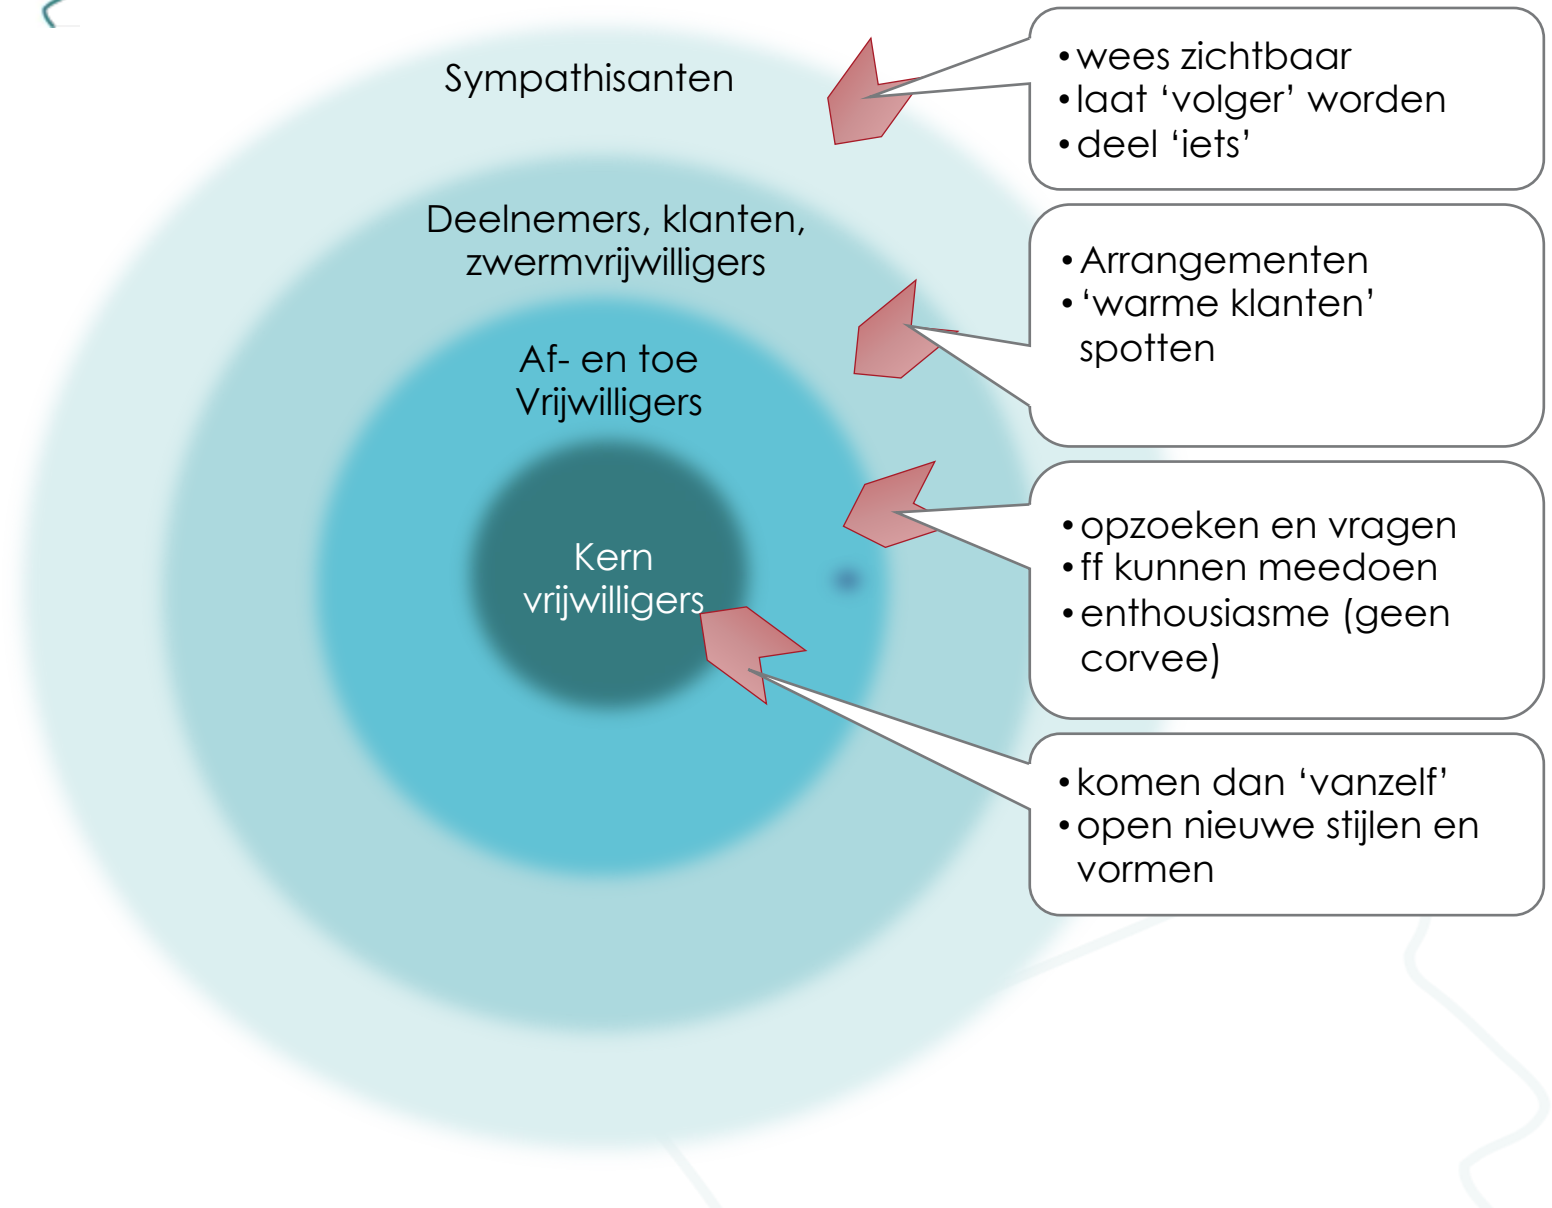 Sympathisanten
Deelnemers, klanten,
zwermvrijwilligers
Af- en toe
Vrijwilligers
Kern
vrijwilligers
•wees zichtbaar
•laat ‘volger’ worden
•deel ‘iets’
•Arrangementen
•‘warme klanten’
spotten
•opzoeken en vragen
•ff kunnen meedoen
•enthousiasme (geen
corvee)
•komen dan ‘vanzelf’
•open nieuwe stijlen en
vormen